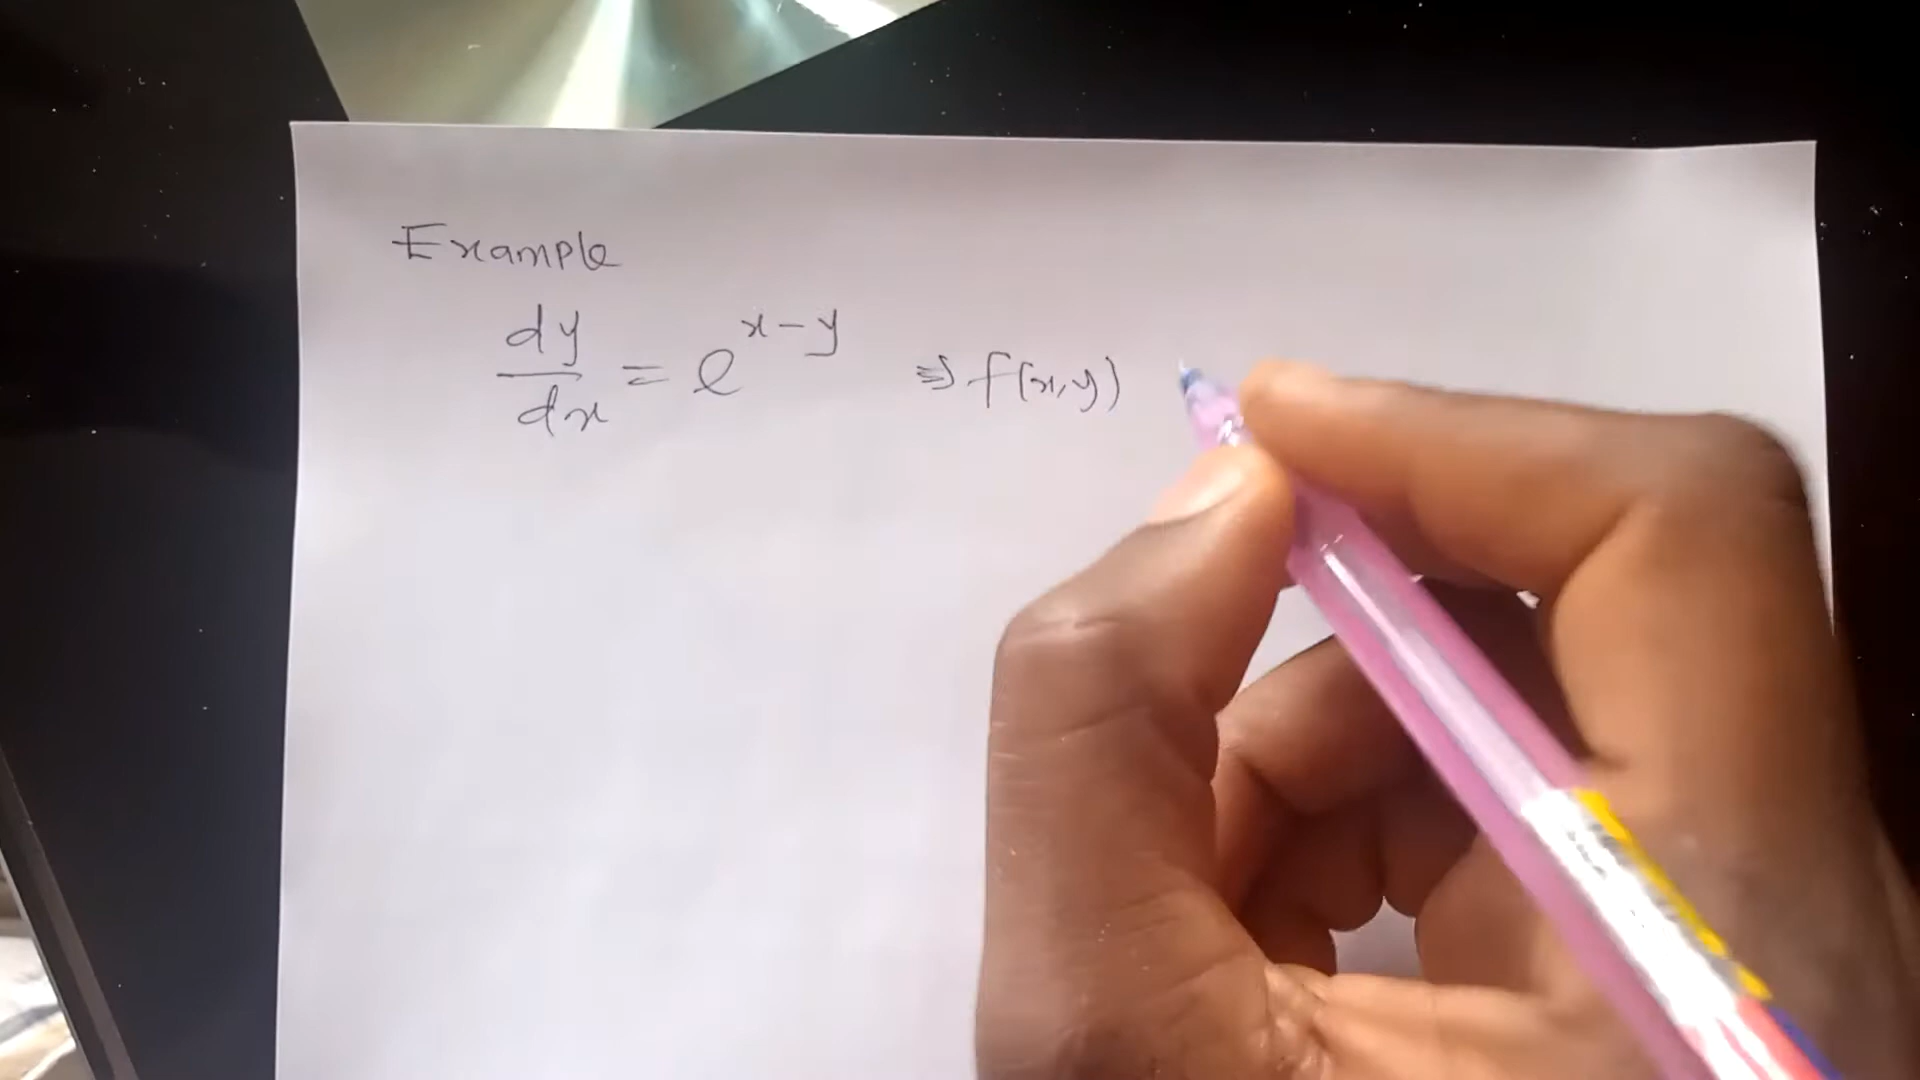 Example
dy/dx = e^(x-y) ⇒ f(x,y)